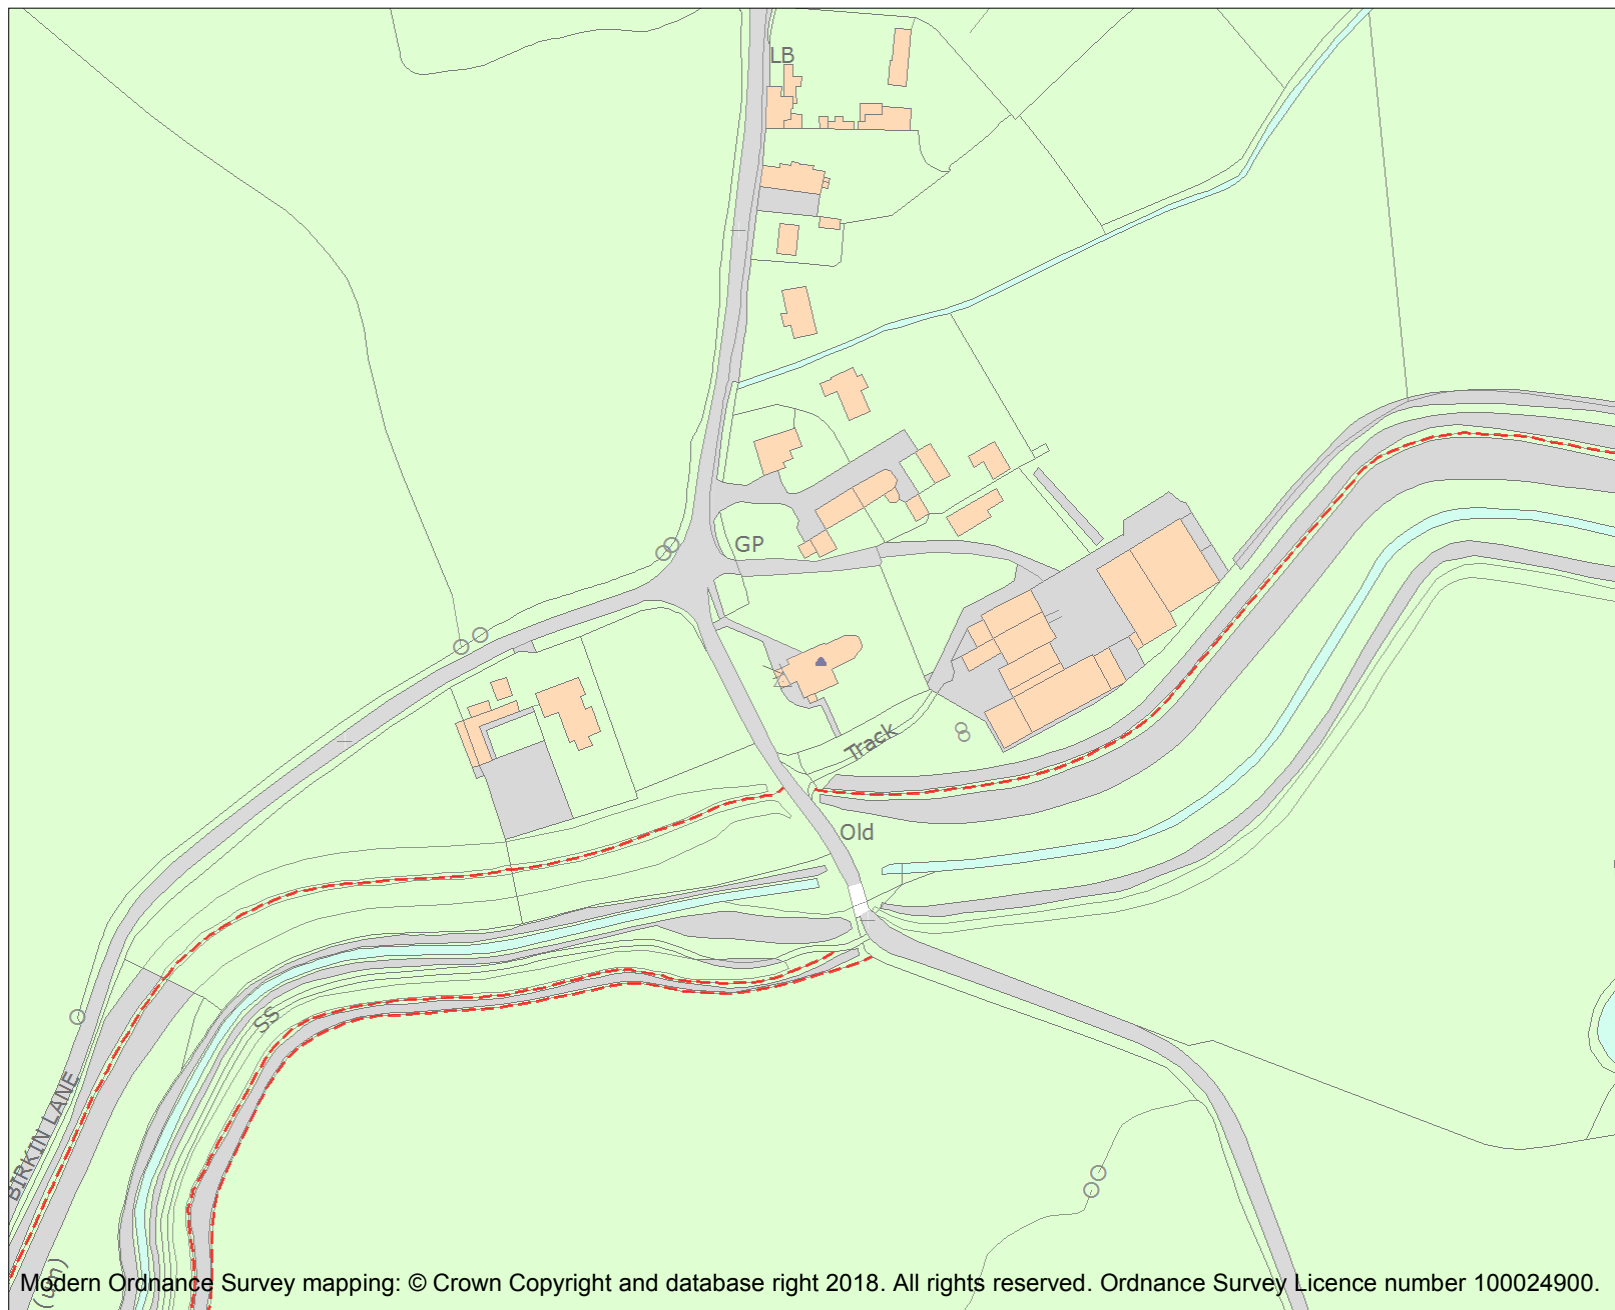 LB
GP
Track
Old
SS
BIRKIN LANE
(um)
Modern Ordnance Survey mapping: © Crown Copyright and database right 2018. All rights reserved. Ordnance Survey Licence number 100024900.